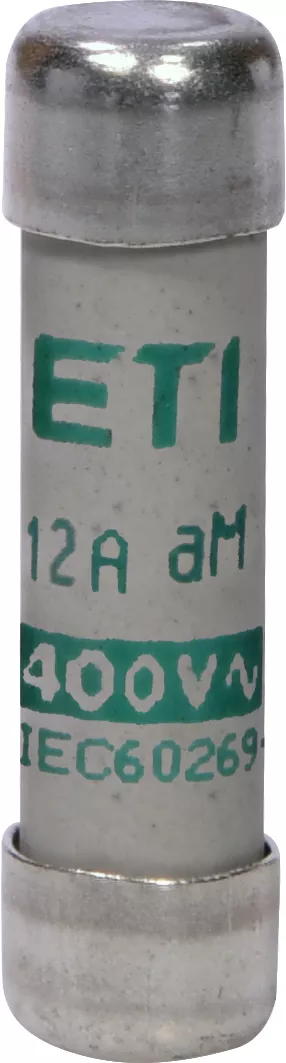 ETI
12A aM
400V~
IEC60269-